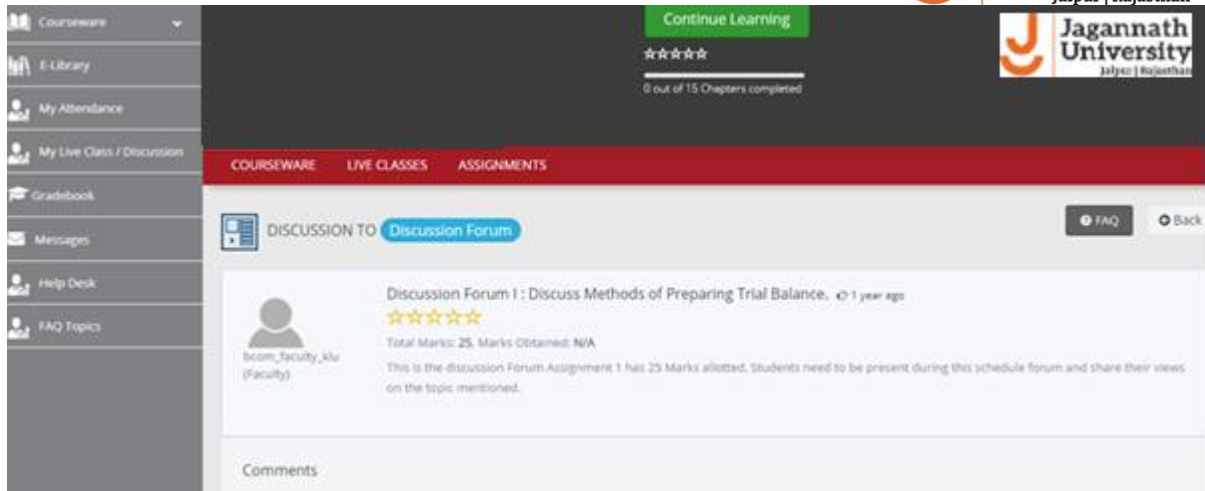 Jaipur | Rajasthan
Courseware
E-Library
My Attendance
My Live Class / Discussion
Gradebook
Messages
Help Desk
FAQ Topics
Continue Learning
0 out of 15 Chapters completed
Jagannath
University
Jaipur | Rajasthan
COURSEWARE LIVE CLASSES ASSIGNMENTS
DISCUSSION TO Discussion Forum
FAQ
Back
Discussion Forum I : Discuss Methods of Preparing Trial Balance. 1 year ago
Total Marks: 25, Marks Obtained: N/A
bcom_faculty_klu
(Faculty)
This is the discussion Forum Assignment 1 has 25 Marks allotted. Students need to be present during this schedule forum and share their views
on the topic mentioned.
Comments